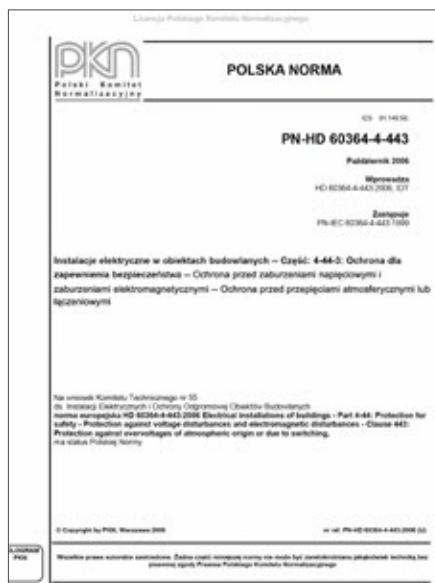 Licencja Polskiego Komitetu Normalizacyjnego
PKN
Polski Komitet
Normalizacyjny
POLSKA NORMA
ICS
PN-HD 60364-4-443
Październik 2006
Wprowadza
HD 60364-4-443:2006, IDT
Zastępuje
PN-IEC 60364-4-443:1999
Instalacje elektryczne w obiektach budowlanych -- Część: 4-44-3: Ochrona dla
zapewnienia bezpieczeństwa -- Ochrona przed zaburzeniami napięciowymi i
zaburzeniami elektromagnetycznymi -- Ochrona przed przepięciami atmosferycznymi lub
łączeniowymi
Na wniosek Komitetu Technicznego nr 55
ds. Instalacji Elektrycznych i Ochrony Odgromowej Obiektów Budowlanych
norma europejska HD 60364-4-443:2006 Electrical installations of buildings - Part 4-44: Protection for
safety - Protection against voltage disturbances and electromagnetic disturbances - Clause 443:
Protection against overvoltages of atmospheric origin or due to switching,
ma status Polskiej Normy
© Copyright by PKN, Warszawa 2006
nr ref. PN-HD 60364-4-443:2006 (U)
HOLOGRAM
PKN
Wszelkie prawa autorskie zastrzeżone. Żadna część niniejszej normy nie może być zwielokrotniana jakąkolwiek techniką bez
pisemnej zgody Prezesa Polskiego Komitetu Normalizacyjnego